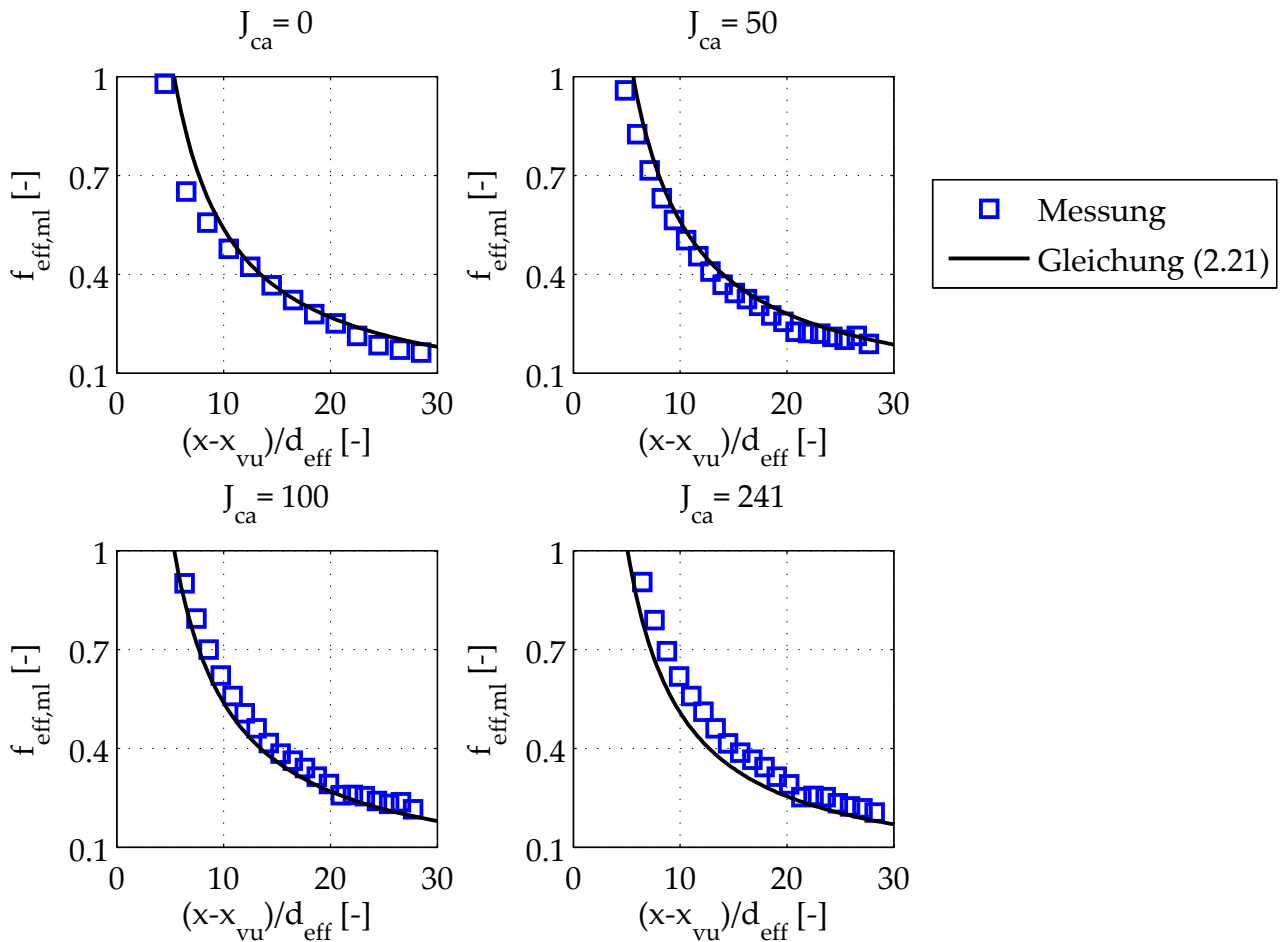 J_ca = 0
1
0.7
0.4
0.1
f_eff,ml [-]
0 10 20 30
(x-x_vu)/d_eff [-]
J_ca = 50
1
0.7
0.4
0.1
f_eff,ml [-]
0 10 20 30
(x-x_vu)/d_eff [-]
Messung
Gleichung (2.21)
J_ca = 100
1
0.7
0.4
0.1
f_eff,ml [-]
0 10 20 30
(x-x_vu)/d_eff [-]
J_ca = 241
1
0.7
0.4
0.1
f_eff,ml [-]
0 10 20 30
(x-x_vu)/d_eff [-]